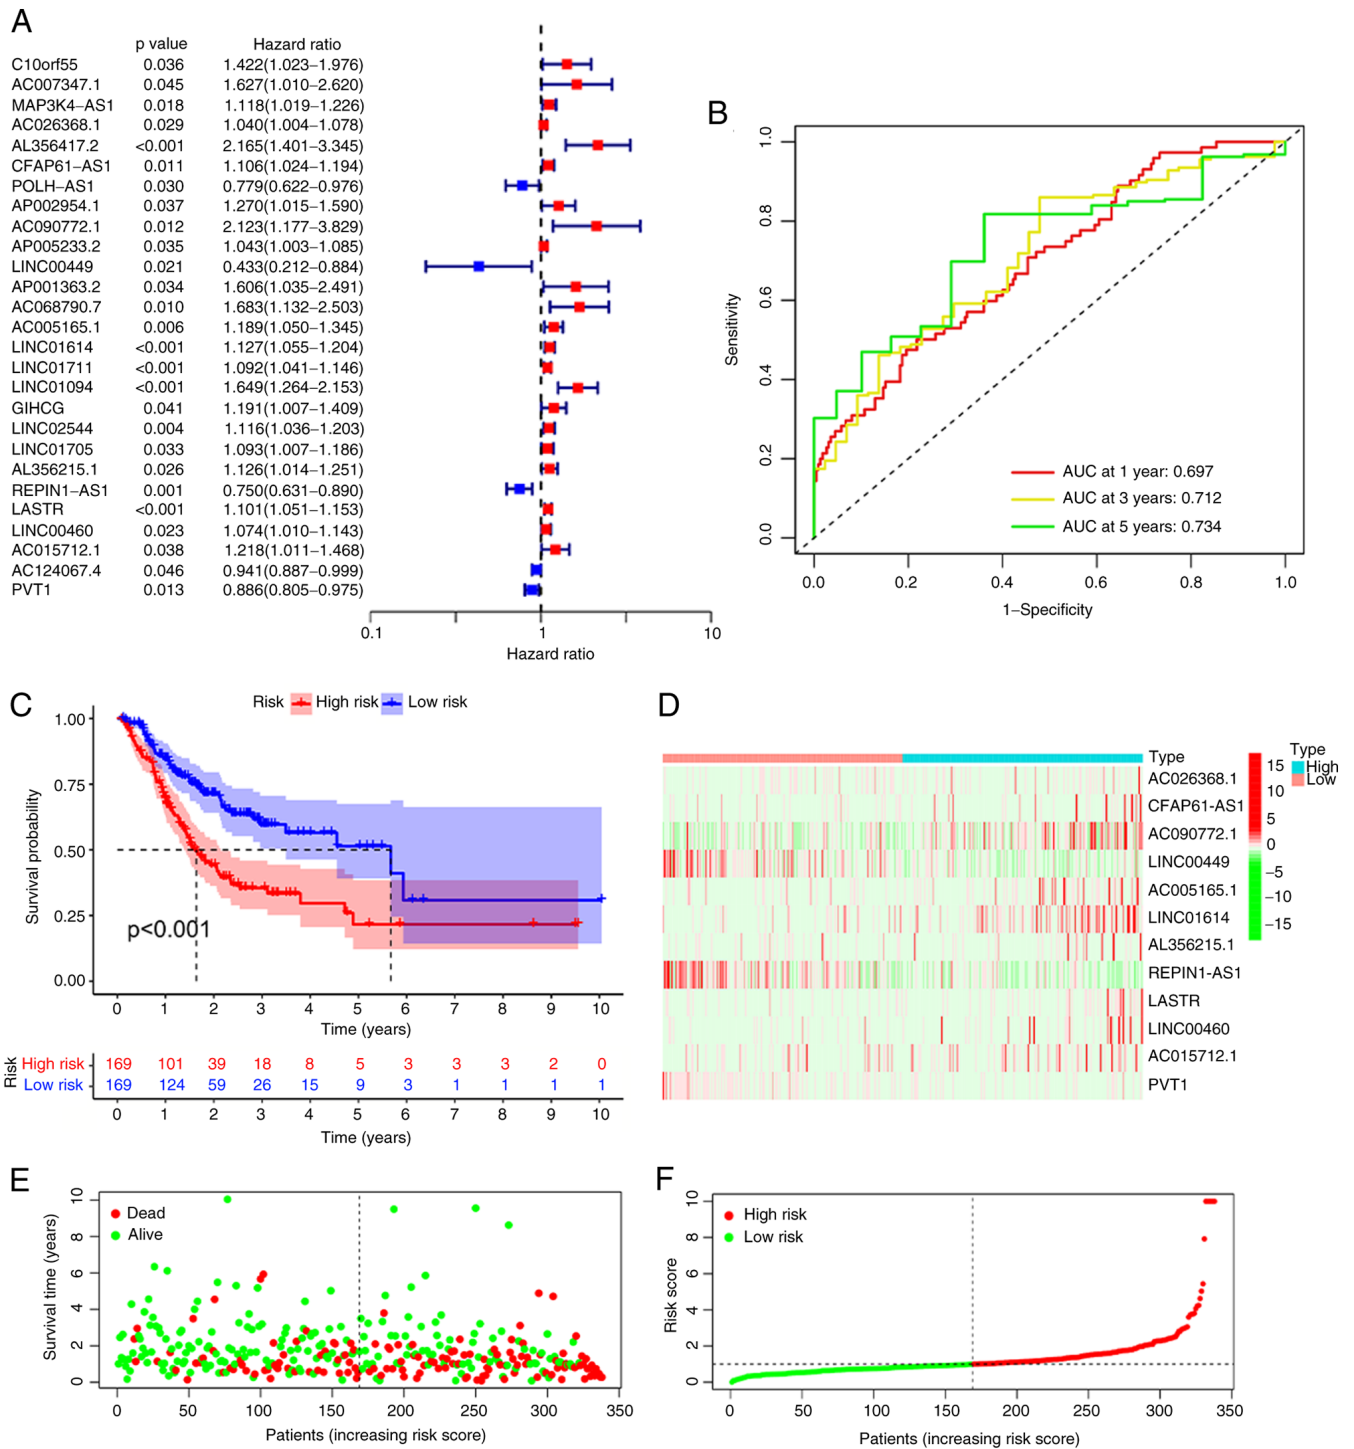 A
p value Hazard ratio
C10orf55 0.036 1.422(1.023–1.976)
AC007347.1 0.045 1.627(1.010–2.620)
MAP3K4–AS1 0.018 1.118(1.019–1.226)
AC026368.1 0.029 1.040(1.004–1.078)
AL356417.2 <0.001 2.165(1.401–3.345)
CFAP61–AS1 0.011 1.106(1.024–1.194)
POLH–AS1 0.030 0.779(0.622–0.976)
AP002954.1 0.037 1.270(1.015–1.590)
AC090772.1 0.012 2.123(1.177–3.829)
AP005233.2 0.035 1.043(1.003–1.085)
LINC00449 0.021 0.433(0.212–0.884)
AP001363.2 0.034 1.606(1.035–2.491)
AC068790.7 0.010 1.683(1.132–2.503)
AC005165.1 0.006 1.189(1.050–1.345)
LINC01614 <0.001 1.127(1.055–1.204)
LINC01711 <0.001 1.092(1.041–1.146)
LINC01094 <0.001 1.649(1.264–2.153)
GIHCG 0.041 1.191(1.007–1.409)
LINC02544 0.004 1.116(1.036–1.203)
LINC01705 0.033 1.093(1.007–1.186)
AL356215.1 0.026 1.126(1.014–1.251)
REPIN1–AS1 0.001 0.750(0.631–0.890)
LASTR <0.001 1.101(1.051–1.153)
LINC00460 0.023 1.074(1.010–1.143)
AC015712.1 0.038 1.218(1.011–1.468)
AC124067.4 0.046 0.941(0.887–0.999)
PVT1 0.013 0.886(0.805–0.975)
0.1 1 10
Hazard ratio
B
Sensitivity
1.0
0.8
0.6
0.4
0.2
0.0
AUC at 1 year: 0.697
AUC at 3 years: 0.712
AUC at 5 years: 0.734
0.0 0.2 0.4 0.6 0.8 1.0
1–Specificity
C
Risk High risk Low risk
Survival probability
1.00
0.75
0.50
0.25
0.00
p<0.001
0 1 2 3 4 5 6 7 8 9 10
Time (years)
Risk
High risk 169 101 39 18 8 5 3 3 3 2 0
Low risk 169 124 59 26 15 9 3 1 1 1 1
0 1 2 3 4 5 6 7 8 9 10
Time (years)
D
Type
AC026368.1
CFAP61-AS1
AC090772.1
LINC00449
AC005165.1
LINC01614
AL356215.1
REPIN1-AS1
LASTR
LINC00460
AC015712.1
PVT1
15
10
5
0
−5
−10
−15
Type
High
Low
E
Survival time (years)
10
8
6
4
2
0
Dead
Alive
0 50 100 150 200 250 300 350
Patients (increasing risk score)
F
Risk score
10
8
6
4
2
0
High risk
Low risk
0 50 100 150 200 250 300 350
Patients (increasing risk score)